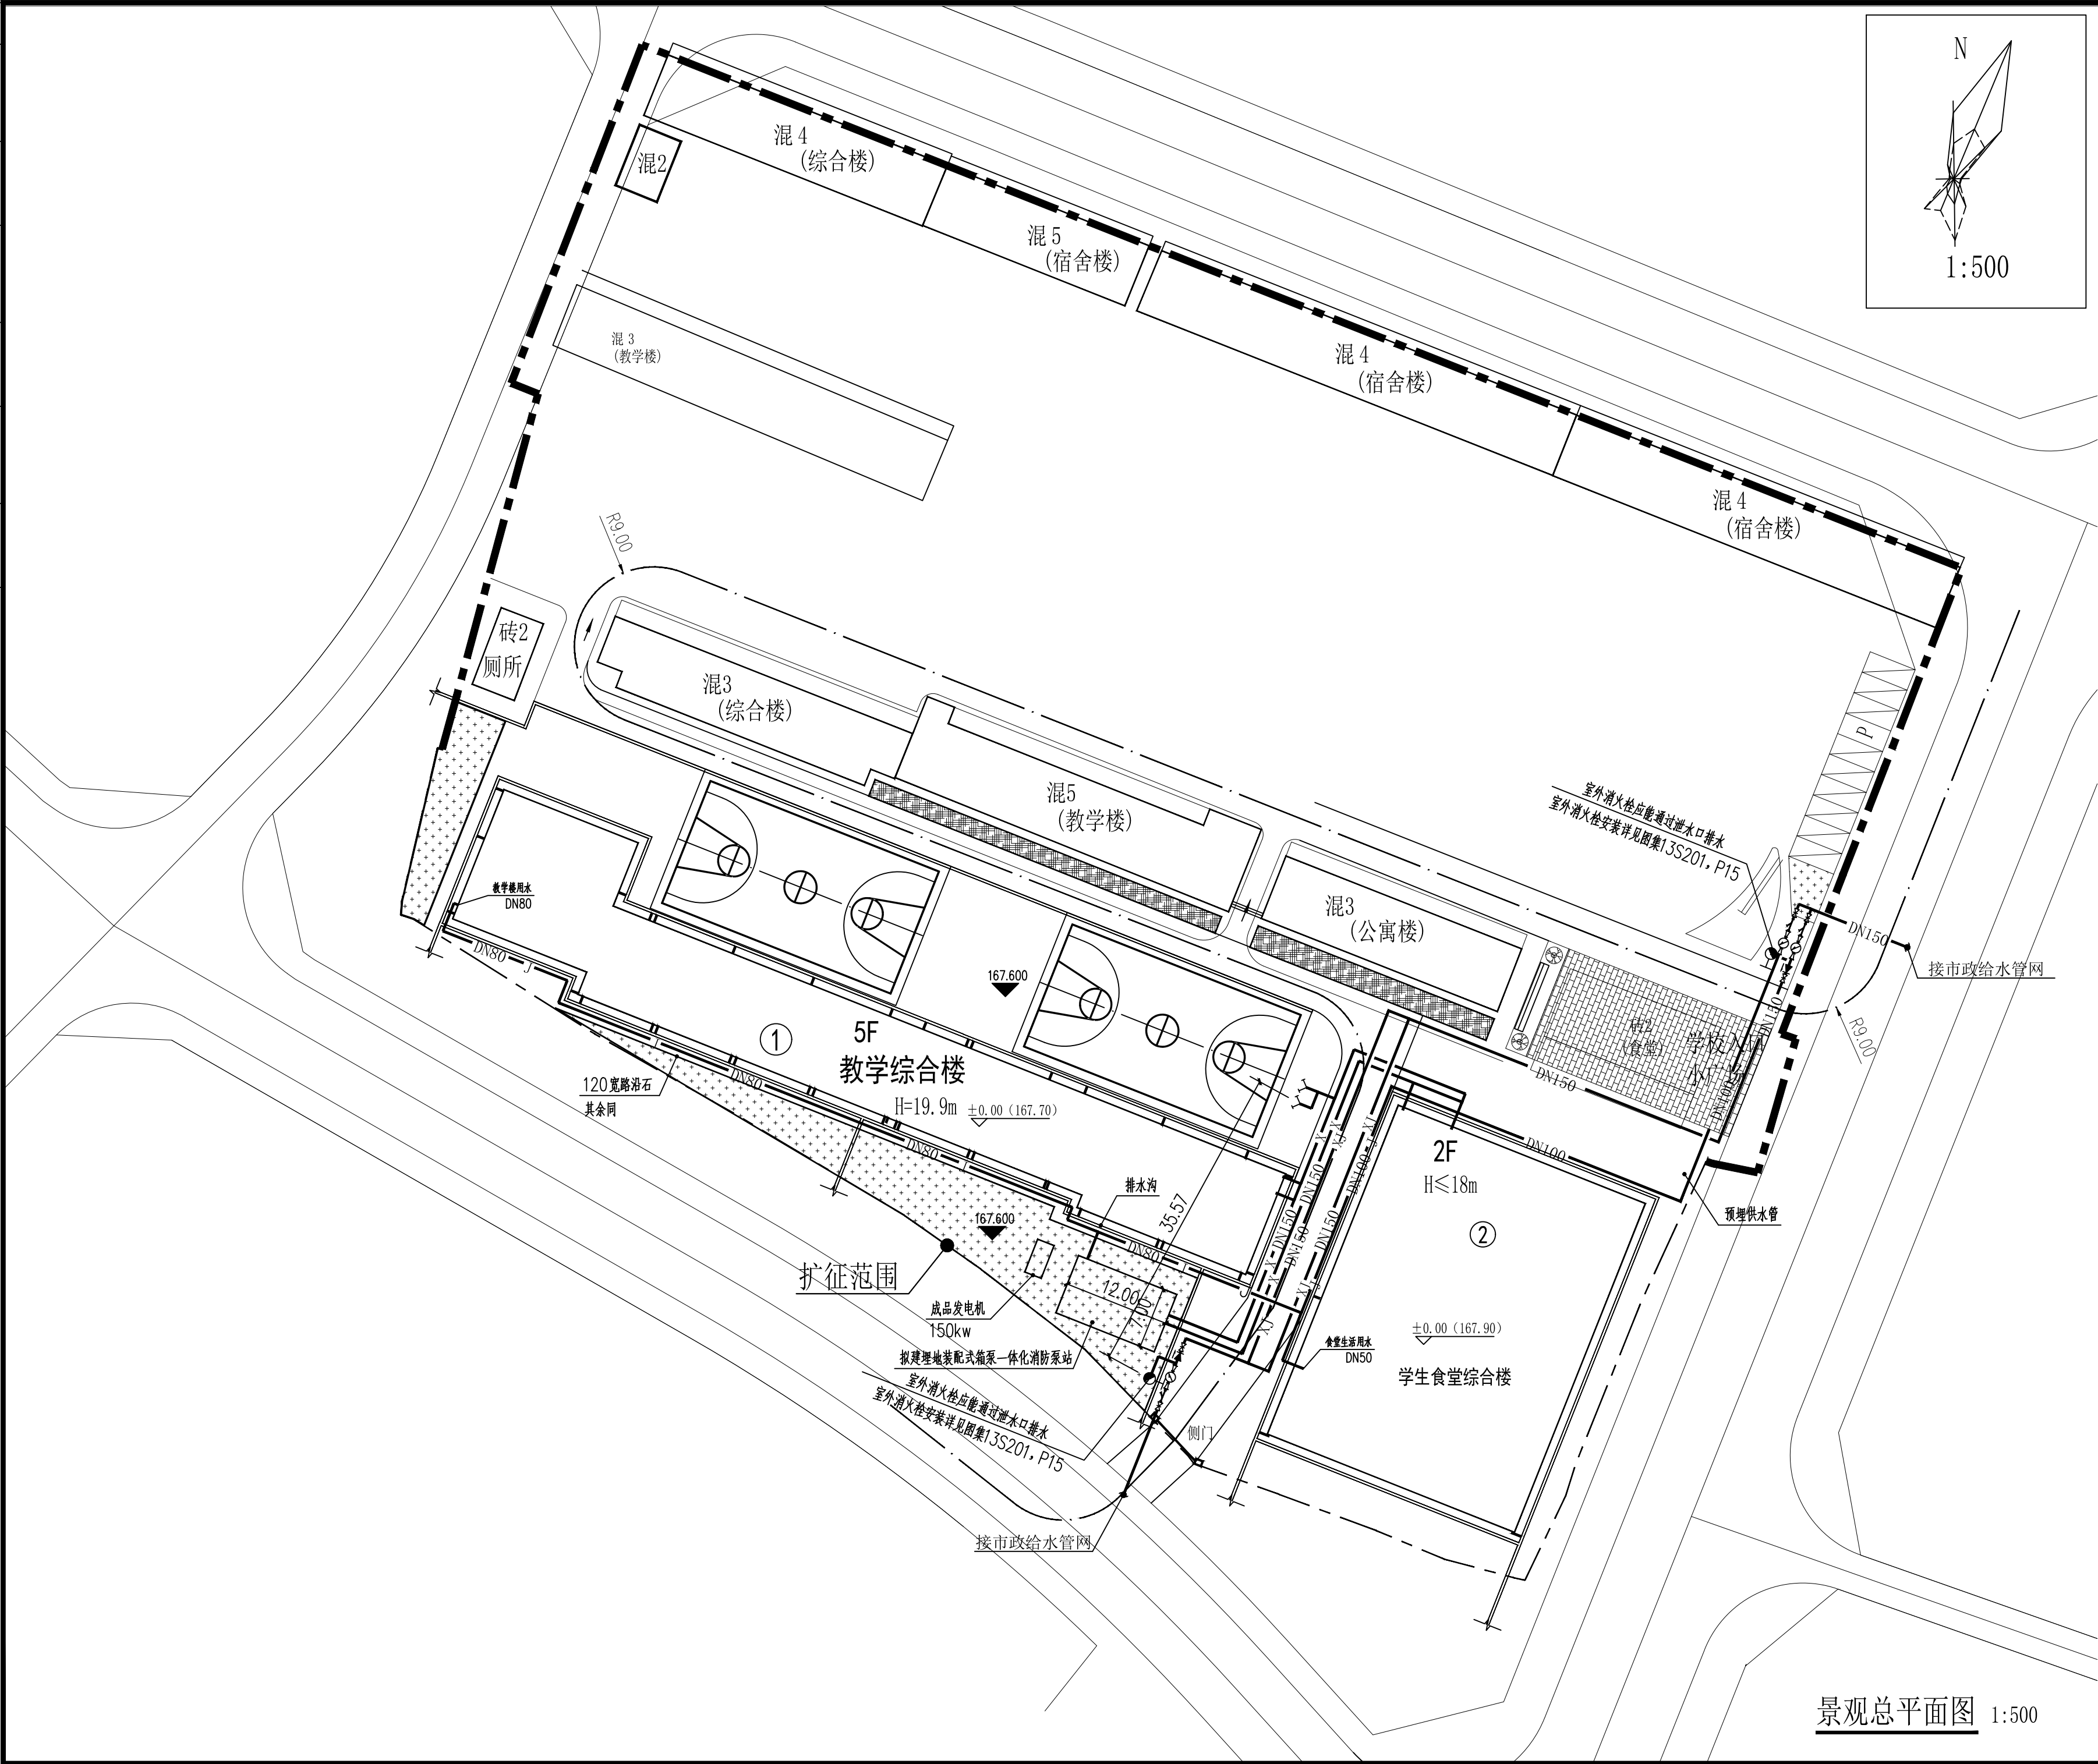 N
1:500
混 4
(综合楼)
混2
混 5
(宿舍楼)
混 4
(宿舍楼)
混 3
(教学楼)
混 4
(宿舍楼)
R9.00
砖2
厕所
混3
(综合楼)
P
混5
(教学楼)
室外消火栓应能通过泄水口排水
室外消火栓安装详见图集13S201，P15
混3
(公寓楼)
教学楼用水
DN80
DN150
接市政给水管网
DN80
J
167.600
DN150
R9.00
砖2
(食堂)
学校入口
小广场
①
5F
教学综合楼
H=19.9m
±0.00 (167.70)
120宽路沿石
其余同
J
DN80
DN150
DN100
Y
Y
X
X
XJ
XJ
J
DN100
DN100
2F
H≤18m
DN80
J
排水沟
35.57
DN150
DN150
DN150
DN150
预埋供水管
②
167.600
DN80
J
J
扩征范围
12.00
7.00
X
X
XJ
J
XJ
成品发电机
150kw
拟建埋地装配式箱泵一体化消防泵站
±0.00 (167.90)
食堂生活用水
DN50
学生食堂综合楼
室外消火栓应能通过泄水口排水
室外消火栓安装详见图集13S201，P15
侧门
接市政给水管网
景观总平面图 1:500